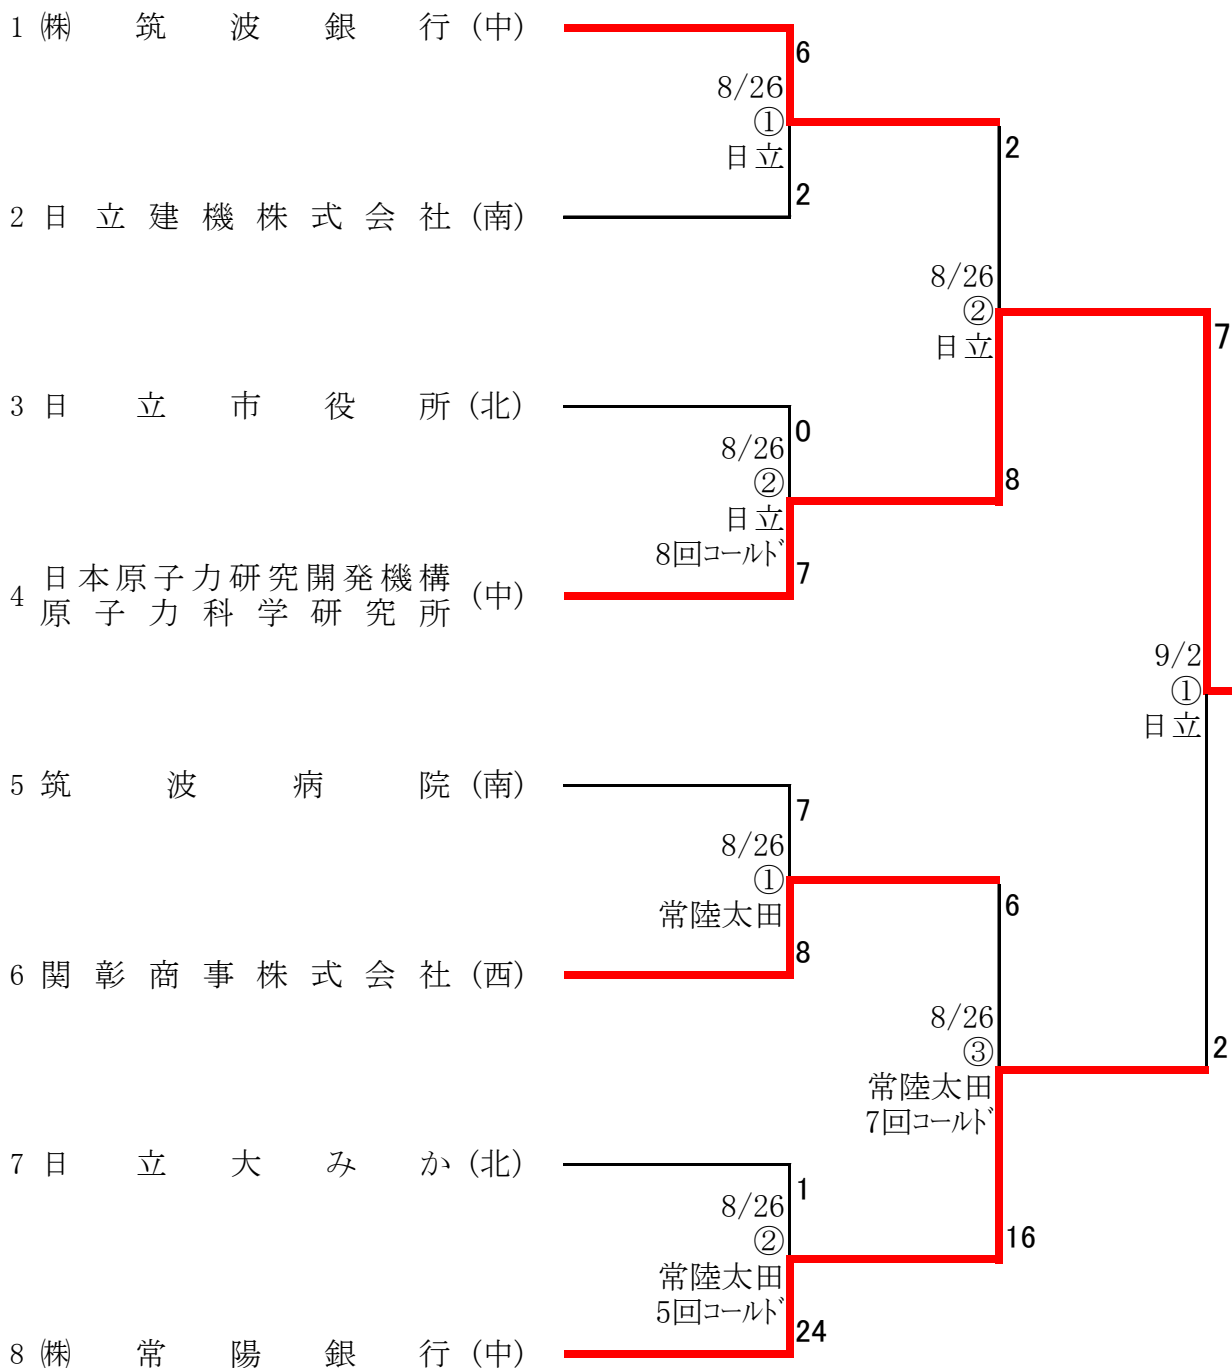 1 ㈱筑波銀行 (中)
6
8/26
①
日立
2
2
2 日立建機株式会社 (南)
8/26
②
日立
7
3 日立市役所 (北)
0
8/26
②
日立
8回コールド
8
7
4 日本原子力研究開発機構
原子力科学研究所 (中)
9/2
①
日立
5 筑波病院 (南)
7
8/26
①
常陸太田
6
8
6 関彰商事株式会社 (西)
8/26
③
常陸太田
7回コールド
2
7 日立大みか (北)
1
8/26
②
常陸太田
5回コールド
16
24
8 ㈱常陽銀行 (中)